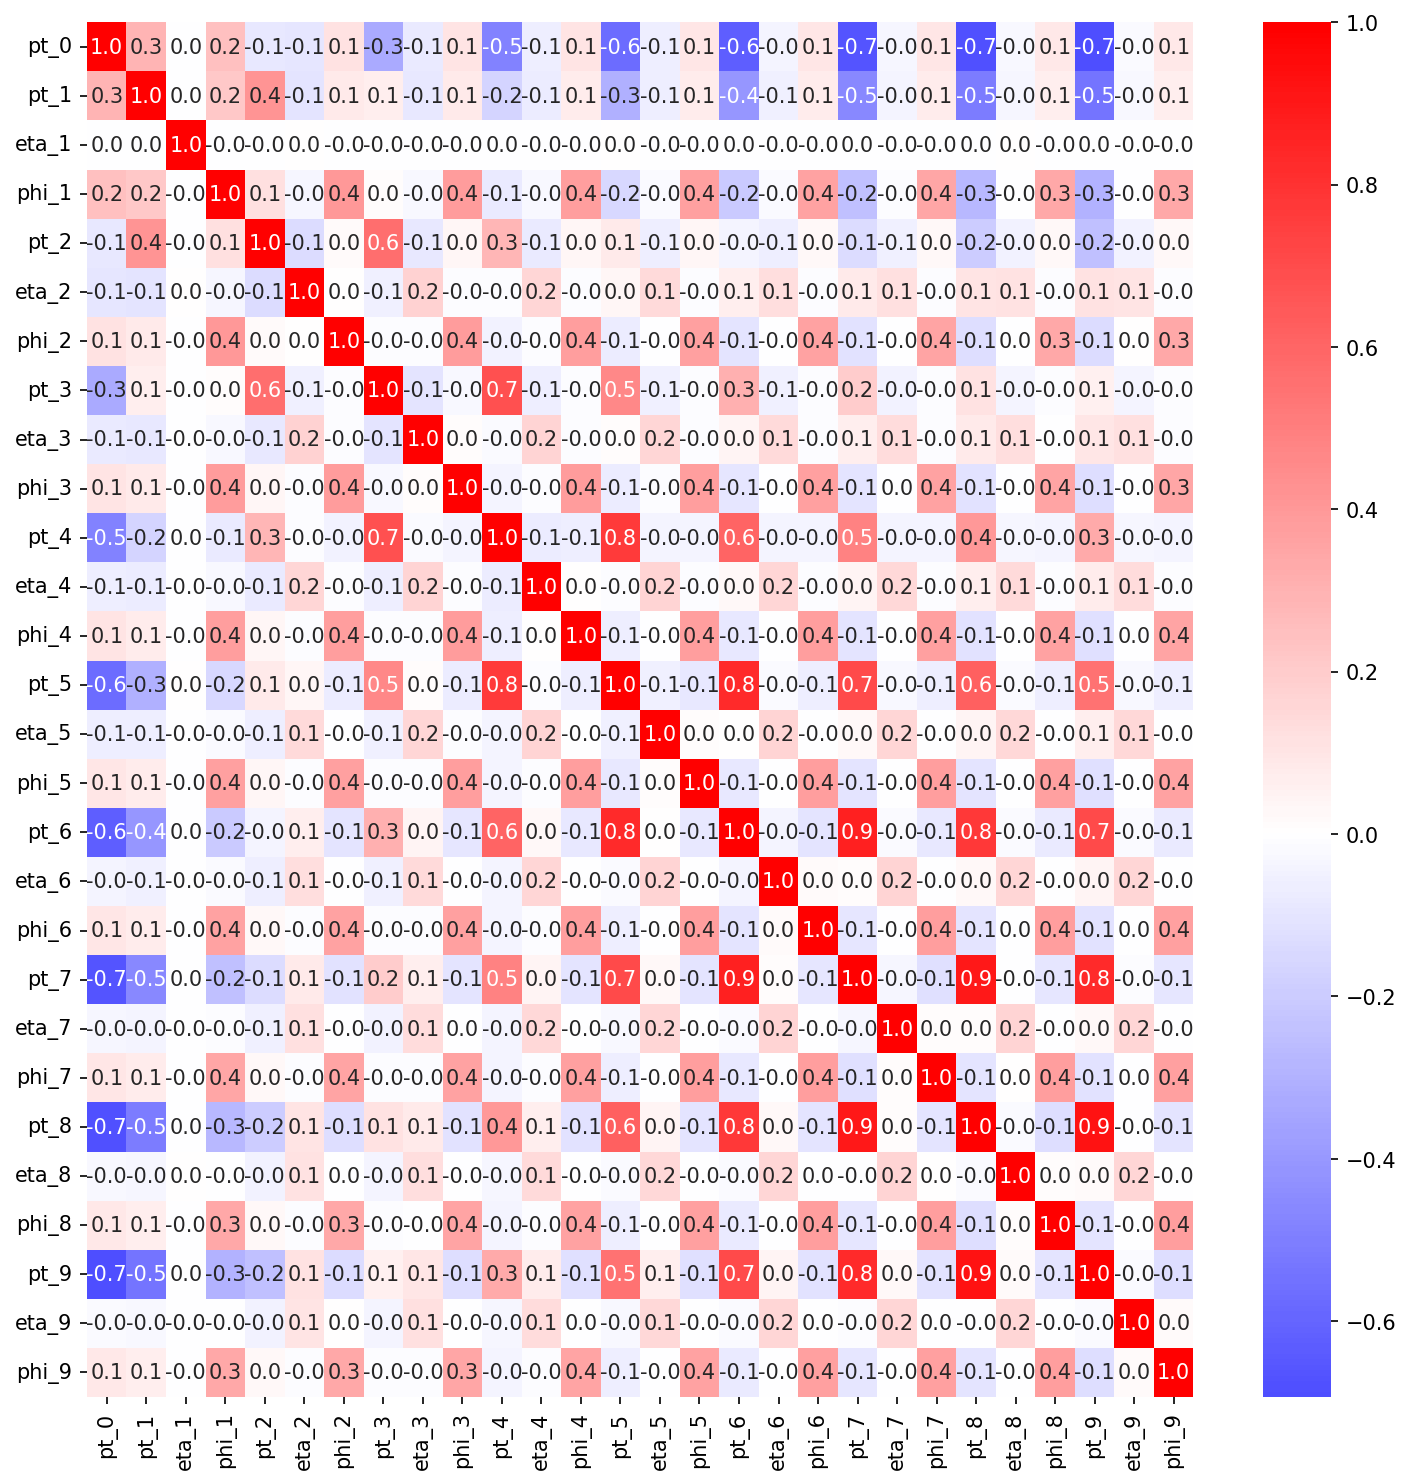 pt_0 1.0 0.3 0.0 0.2 -0.1 -0.1 0.1 -0.3 -0.1 0.1 -0.5 -0.1 0.1 -0.6 -0.1 0.1 -0.6 -0.0 0.1 -0.7 -0.0 0.1 -0.7 -0.0 0.1 -0.7 -0.0 0.1
pt_1 0.3 1.0 0.0 0.2 0.4 -0.1 0.1 0.1 -0.1 0.1 -0.2 -0.1 0.1 -0.3 -0.1 0.1 -0.4 -0.1 0.1 -0.5 -0.0 0.1 -0.5 -0.0 0.1 -0.5 -0.0 0.1
eta_1 0.0 0.0 1.0 -0.0 -0.0 0.0 -0.0 0.0 -0.0 -0.0 0.0 -0.0 -0.0 0.0 -0.0 -0.0 0.0 -0.0 -0.0 0.0 -0.0 -0.0 0.0 -0.0 -0.0 0.0 -0.0 -0.0
phi_1 0.2 0.2 -0.0 1.0 0.1 -0.0 0.4 0.0 -0.0 0.4 -0.1 -0.0 0.4 -0.2 -0.0 0.4 -0.2 -0.0 0.4 -0.2 -0.0 0.4 -0.3 -0.0 0.3 -0.3 -0.0 0.3
pt_2 -0.1 0.4 -0.0 0.1 1.0 -0.1 0.0 0.6 -0.1 0.0 0.3 -0.1 0.0 0.1 -0.1 0.0 -0.0 -0.1 0.0 -0.1 -0.1 0.0 -0.2 -0.0 0.0 -0.2 -0.0 0.0
eta_2 -0.1 -0.1 0.0 -0.0 -0.1 1.0 0.0 -0.1 0.2 -0.0 -0.0 0.2 -0.0 0.0 0.1 -0.0 0.1 0.1 -0.0 0.1 0.1 -0.0 0.1 0.1 -0.0 0.1 0.1 -0.0
phi_2 0.1 0.1 -0.0 0.4 0.0 0.0 1.0 -0.0 -0.0 0.4 -0.0 -0.0 0.4 -0.1 -0.0 0.4 -0.1 -0.0 0.4 -0.1 -0.0 0.4 -0.1 0.0 0.3 -0.1 0.0 0.3
pt_3 -0.3 0.1 0.0 0.0 0.6 -0.1 -0.0 1.0 -0.1 -0.0 0.7 -0.1 -0.0 0.5 -0.1 -0.0 0.3 -0.1 -0.0 0.2 -0.0 -0.0 0.1 -0.0 -0.0 0.1 -0.0 -0.0
eta_3 -0.1 -0.1 -0.0 -0.0 -0.1 0.2 -0.0 -0.1 1.0 0.0 -0.0 0.2 -0.0 0.0 0.2 -0.0 0.0 0.1 -0.0 0.1 0.1 -0.0 0.1 0.1 -0.0 0.1 0.1 -0.0
phi_3 0.1 0.1 -0.0 0.4 0.0 -0.0 0.4 -0.0 0.0 1.0 -0.0 -0.0 0.4 -0.1 -0.0 0.4 -0.1 -0.0 0.4 -0.1 0.0 0.4 -0.1 -0.0 0.4 -0.1 -0.0 0.3
pt_4 -0.5 -0.2 0.0 -0.1 0.3 -0.0 -0.0 0.7 -0.0 -0.0 1.0 -0.1 -0.1 0.8 -0.0 -0.0 0.6 -0.0 -0.0 0.5 -0.0 -0.0 0.4 -0.0 -0.0 0.3 -0.0 -0.0
eta_4 -0.1 -0.1 -0.0 -0.0 -0.1 0.2 -0.0 -0.1 0.2 -0.0 -0.1 1.0 0.0 -0.0 0.2 -0.0 0.0 0.2 -0.0 0.0 0.2 -0.0 0.1 0.1 -0.0 0.1 0.1 -0.0
phi_4 0.1 0.1 -0.0 0.4 0.0 -0.0 0.4 -0.0 -0.0 0.4 -0.1 0.0 1.0 -0.1 -0.0 0.4 -0.1 -0.0 0.4 -0.1 -0.0 0.4 -0.1 -0.0 0.4 -0.1 0.0 0.4
pt_5 -0.6 -0.3 0.0 -0.2 0.1 0.0 -0.1 0.5 0.0 -0.1 0.8 -0.0 -0.1 1.0 -0.1 -0.1 0.8 -0.0 -0.1 0.7 -0.0 -0.1 0.6 -0.0 -0.1 0.5 -0.0 -0.1
eta_5 -0.1 -0.1 -0.0 -0.0 -0.1 0.1 -0.0 -0.1 0.2 -0.0 -0.0 0.2 -0.0 -0.1 1.0 0.0 0.0 0.2 -0.0 0.0 0.2 -0.0 0.0 0.2 -0.0 0.1 0.1 -0.0
phi_5 0.1 0.1 -0.0 0.4 0.0 -0.0 0.4 -0.0 -0.0 0.4 -0.0 -0.0 0.4 -0.1 0.0 1.0 -0.1 -0.0 0.4 -0.1 -0.0 0.4 -0.1 -0.0 0.4 -0.1 -0.0 0.4
pt_6 -0.6 -0.4 0.0 -0.2 -0.0 0.1 -0.1 0.3 0.0 -0.1 0.6 0.0 -0.1 0.8 0.0 -0.1 1.0 -0.0 -0.1 0.9 -0.0 -0.1 0.8 -0.0 -0.1 0.7 -0.0 -0.1
eta_6 -0.0 -0.1 -0.0 -0.0 -0.1 0.1 -0.0 -0.1 0.1 -0.0 -0.0 0.2 -0.0 -0.0 0.2 -0.0 -0.0 1.0 0.0 0.0 0.2 -0.0 0.0 0.2 -0.0 0.0 0.2 -0.0
phi_6 0.1 0.1 -0.0 0.4 0.0 -0.0 0.4 -0.0 -0.0 0.4 -0.0 -0.0 0.4 -0.1 -0.0 0.4 -0.1 0.0 1.0 -0.1 -0.0 0.4 -0.1 0.0 0.4 -0.1 0.0 0.4
pt_7 -0.7 -0.5 0.0 -0.2 -0.1 0.1 -0.1 0.2 0.1 -0.1 0.5 0.0 -0.1 0.7 0.0 -0.1 0.9 0.0 -0.1 1.0 -0.0 -0.1 0.9 -0.0 -0.1 0.8 -0.0 -0.1
eta_7 -0.0 -0.0 -0.0 -0.0 -0.1 0.1 -0.0 -0.0 0.1 0.0 -0.0 0.2 -0.0 -0.0 0.2 -0.0 -0.0 0.2 -0.0 -0.0 1.0 0.0 0.0 0.2 -0.0 0.0 0.2 -0.0
phi_7 0.1 0.1 -0.0 0.4 0.0 -0.0 0.4 -0.0 -0.0 0.4 -0.0 -0.0 0.4 -0.1 -0.0 0.4 -0.1 -0.0 0.4 -0.1 0.0 1.0 -0.1 0.0 0.4 -0.1 0.0 0.4
pt_8 -0.7 -0.5 0.0 -0.3 -0.2 0.1 -0.1 0.1 0.1 -0.1 0.4 0.1 -0.1 0.6 0.0 -0.1 0.8 0.0 -0.1 0.9 0.0 -0.1 1.0 -0.0 -0.1 0.9 -0.0 -0.1
eta_8 -0.0 -0.0 -0.0 -0.0 -0.0 0.1 0.0 -0.0 0.1 -0.0 -0.0 0.1 -0.0 -0.0 0.2 -0.0 -0.0 0.2 0.0 -0.0 0.2 0.0 -0.0 1.0 0.0 0.0 0.2 -0.0
phi_8 0.1 0.1 -0.0 0.3 0.0 -0.0 0.3 -0.0 -0.0 0.4 -0.0 -0.0 0.4 -0.1 -0.0 0.4 -0.1 -0.0 0.4 -0.1 -0.0 0.4 -0.1 0.0 1.0 -0.1 -0.0 0.4
pt_9 -0.7 -0.5 0.0 -0.3 -0.2 0.1 -0.1 0.1 0.1 -0.1 0.3 0.1 -0.1 0.5 0.1 -0.1 0.7 0.0 -0.1 0.8 0.0 -0.1 0.9 0.0 -0.1 1.0 -0.0 -0.1
eta_9 -0.0 -0.0 -0.0 -0.0 -0.0 0.1 0.0 -0.0 0.1 -0.0 -0.0 0.1 0.0 -0.0 0.1 -0.0 -0.0 0.2 0.0 -0.0 0.2 0.0 -0.0 0.2 -0.0 -0.0 1.0 0.0
phi_9 0.1 0.1 -0.0 0.3 0.0 -0.0 0.3 -0.0 -0.0 0.3 -0.0 -0.0 0.4 -0.1 -0.0 0.4 -0.1 -0.0 0.4 -0.1 -0.0 0.4 -0.1 -0.0 0.4 -0.1 0.0 1.0
pt_0 pt_1 eta_1 phi_1 pt_2 eta_2 phi_2 pt_3 eta_3 phi_3 pt_4 eta_4 phi_4 pt_5 eta_5 phi_5 pt_6 eta_6 phi_6 pt_7 eta_7 phi_7 pt_8 eta_8 phi_8 pt_9 eta_9 phi_9
1.0
0.8
0.6
0.4
0.2
0.0
−0.2
−0.4
−0.6